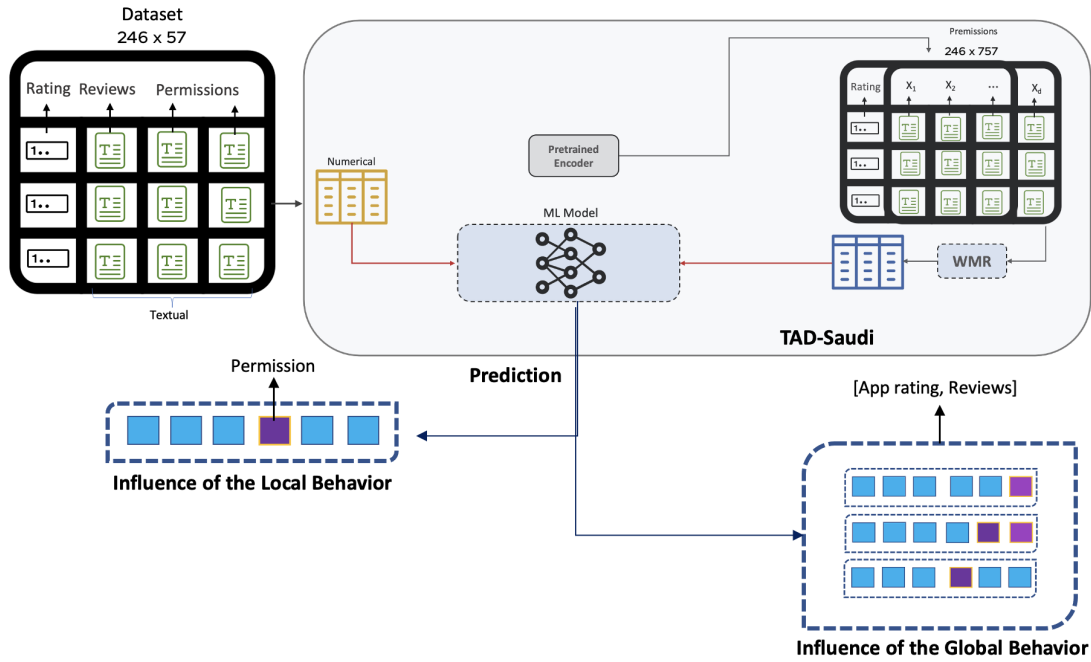 Dataset
246 x 57
Rating Reviews Permissions
1..
T
T
T
1..
T
T
T
1..
T
T
T
Textual
Numerical
Pretrained
Encoder
ML Model
Premissions
246 x 757
Rating X₁ X₂ ... Xd
1..
T
T
T
T
1..
T
T
T
T
1..
T
T
T
T
WMR
TAD-Saudi
Prediction
Permission
Influence of the Local Behavior
[App rating, Reviews]
Influence of the Global Behavior